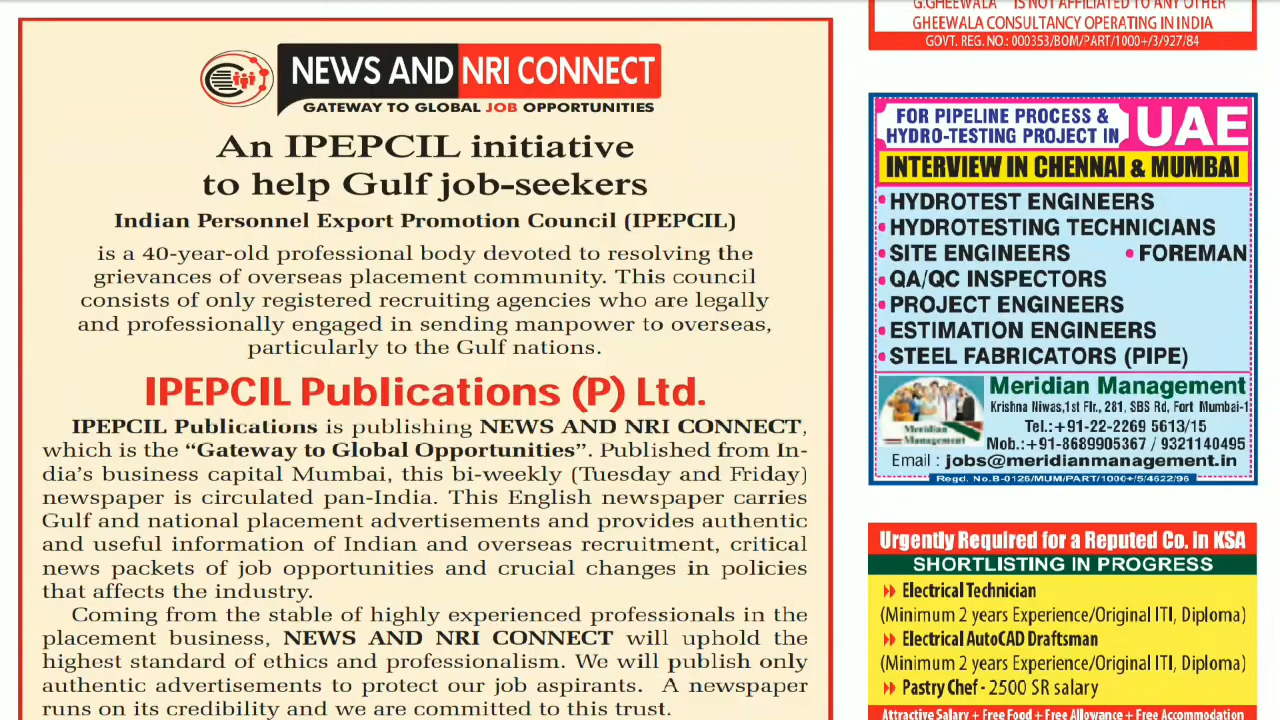 NEWS AND NRI CONNECT
GATEWAY TO GLOBAL JOB OPPORTUNITIES
An IPEPCIL initiative
to help Gulf job-seekers
Indian Personnel Export Promotion Council (IPEPCIL)
is a 40-year-old professional body devoted to resolving the
grievances of overseas placement community. This council
consists of only registered recruiting agencies who are legally
and professionally engaged in sending manpower to overseas,
particularly to the Gulf nations.
IPEPCIL Publications (P) Ltd.
IPEPCIL Publications is publishing NEWS AND NRI CONNECT,
which is the “Gateway to Global Opportunities”. Published from In-
dia’s business capital Mumbai, this bi-weekly (Tuesday and Friday)
newspaper is circulated pan-India. This English newspaper carries
Gulf and national placement advertisements and provides authentic
and useful information of Indian and overseas recruitment, critical
news packets of job opportunities and crucial changes in policies
that affects the industry.
Coming from the stable of highly experienced professionals in the
placement business, NEWS AND NRI CONNECT will uphold the
highest standard of ethics and professionalism. We will publish only
authentic advertisements to protect our job aspirants. A newspaper
runs on its credibility and we are committed to this trust.
G.GHEEWALA IS NOT AFFILIATED TO ANY OTHER
GHEEWALA CONSULTANCY OPERATING IN INDIA
GOVT. REG. NO.: 000353/BOM/PART/1000+/3/927/84
FOR PIPELINE PROCESS &
HYDRO-TESTING PROJECT IN UAE
INTERVIEW IN CHENNAI & MUMBAI
• HYDROTEST ENGINEERS
• HYDROTESTING TECHNICIANS
• SITE ENGINEERS • FOREMAN
• QA/QC INSPECTORS
• PROJECT ENGINEERS
• ESTIMATION ENGINEERS
• STEEL FABRICATORS (PIPE)
Meridian Management
Meridian Management
Krishna Niwas,1st Flr., 281, SBS Rd, Fort Mumbai-1
Tel.:+91-22-2269 5613/15
Mob.:+91-8689905367 / 9321140495
Email : jobs@meridianmanagement.in
Regd. No.B-0126/MUM/PART/1000+/5/4622/96
Urgently Required for a Reputed Co. In KSA
SHORTLISTING IN PROGRESS
Electrical Technician
(Minimum 2 years Experience/Original ITI, Diploma)
Electrical AutoCAD Draftsman
(Minimum 2 years Experience/Original ITI, Diploma)
Pastry Chef - 2500 SR salary
Attractive Salary + Free Food + Free Allowance + Free Accommodation